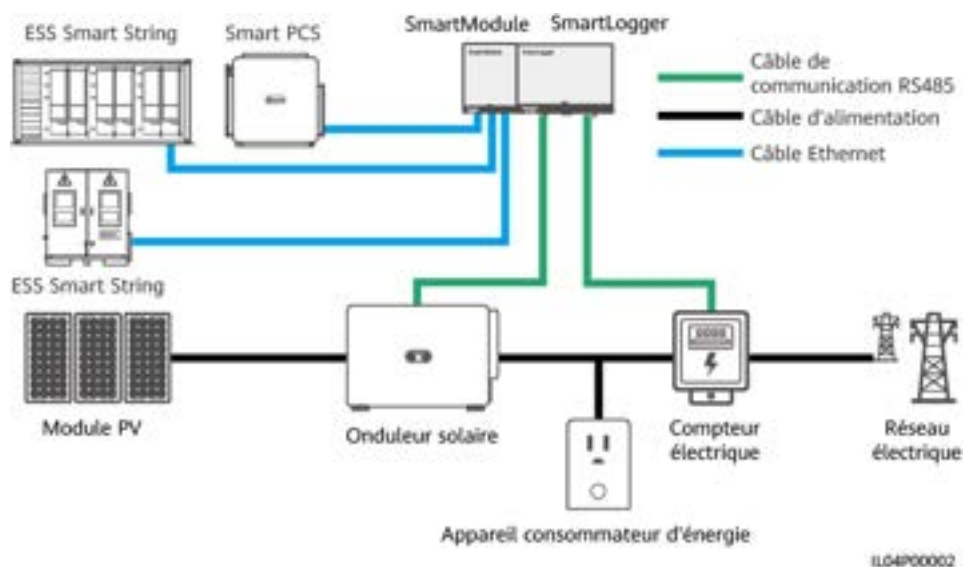 ESS Smart String
Smart PCS
SmartModule
SmartLogger
Câble de
communication RS485
Câble d'alimentation
Câble Ethernet
ESS Smart String
Module PV
Onduleur solaire
Compteur
électrique
Réseau
électrique
Appareil consommateur d'énergie
IL04P00002